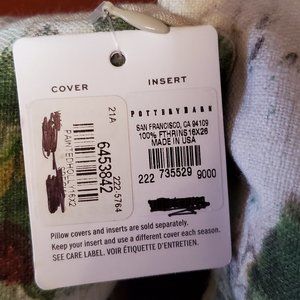 COVER
INSERT
21A
6453842
222-5764
POTTERYBARN
SAN FRANCISCO, CA 94109
100% FTHRINS16X26
MADE IN USA
222 735529 9000
Pillow covers and inserts are sold separately.
Keep your insert and use a different cover each season.
SEE CARE LABEL. VOIR ÉTIQUETTE D'ENTRETIEN.